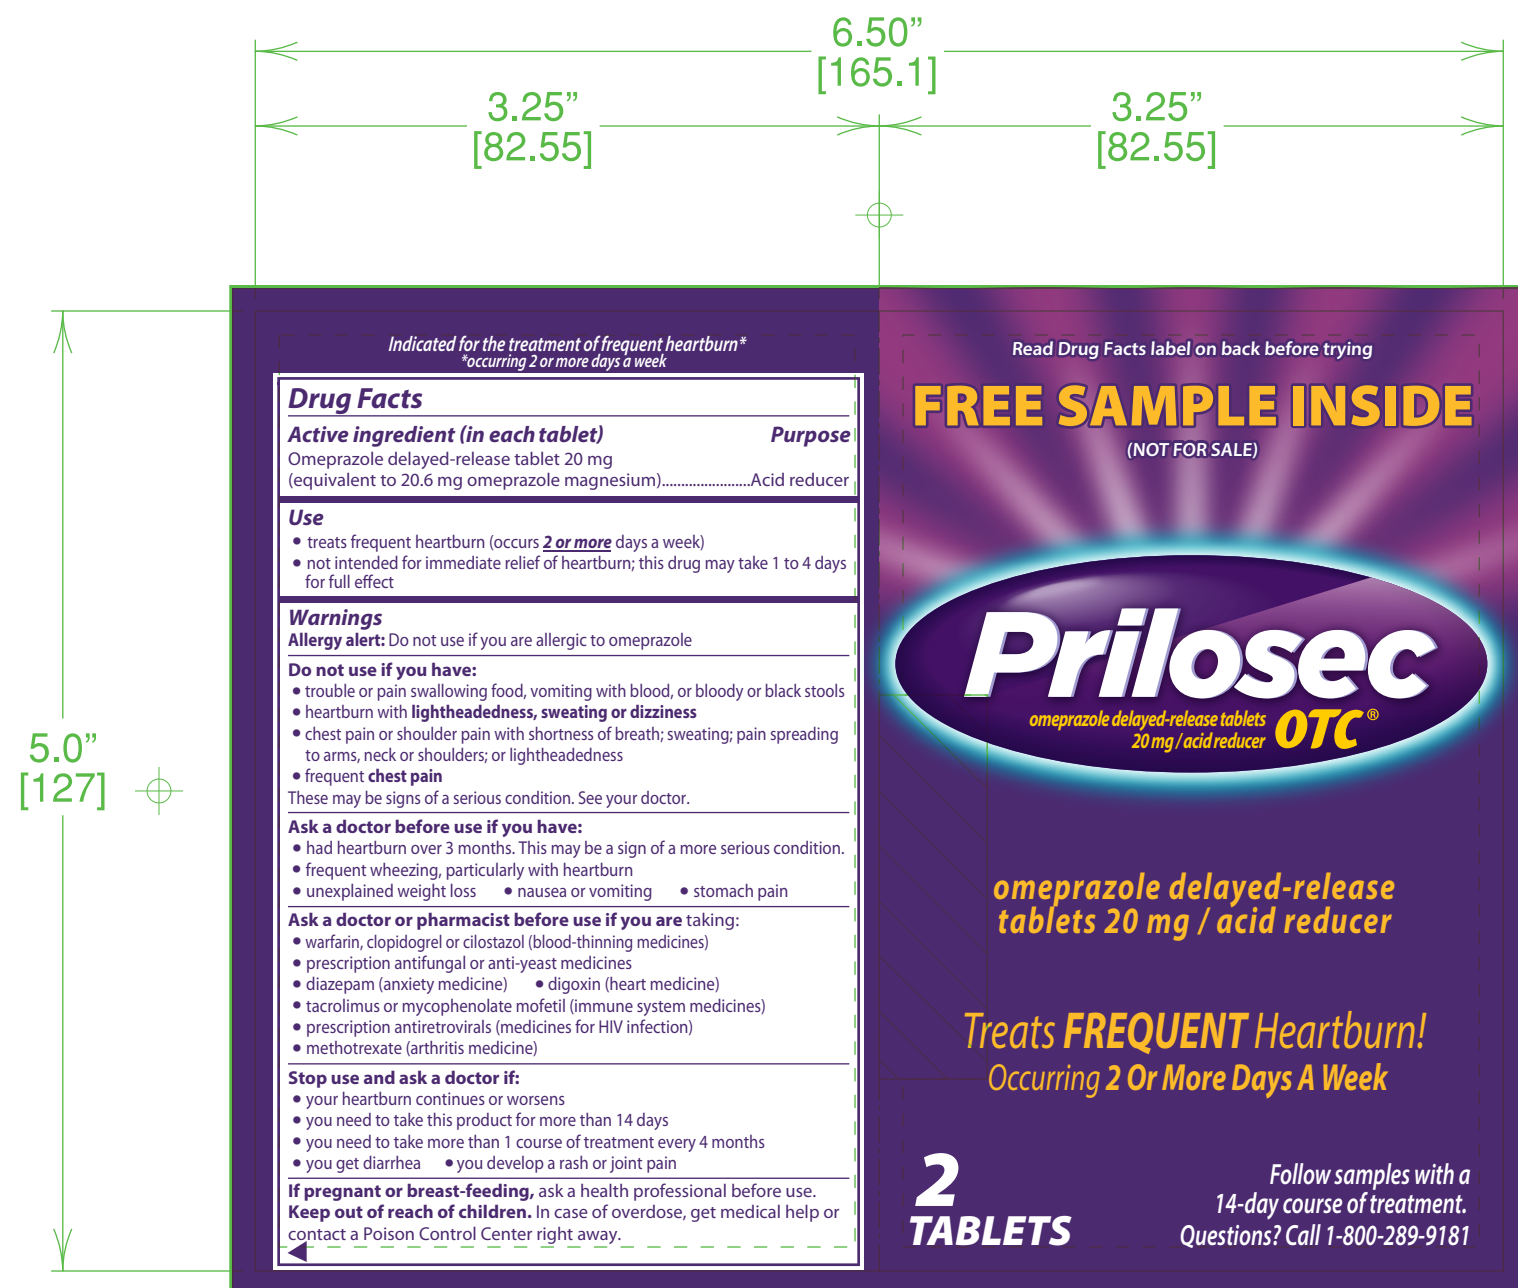 6.50”
[165.1]
3.25”
[82.55]
3.25”
[82.55]
5.0”
[127]
Indicated for the treatment of frequent heartburn*
*occurring 2 or more days a week
Drug Facts
Active ingredient (in each tablet) Purpose
Omeprazole delayed-release tablet 20 mg
(equivalent to 20.6 mg omeprazole magnesium).......................Acid reducer
Use
• treats frequent heartburn (occurs 2 or more days a week)
• not intended for immediate relief of heartburn; this drug may take 1 to 4 days
for full effect
Warnings
Allergy alert: Do not use if you are allergic to omeprazole
Do not use if you have:
• trouble or pain swallowing food, vomiting with blood, or bloody or black stools
• heartburn with lightheadedness, sweating or dizziness
• chest pain or shoulder pain with shortness of breath; sweating; pain spreading
to arms, neck or shoulders; or lightheadedness
• frequent chest pain
These may be signs of a serious condition. See your doctor.
Ask a doctor before use if you have:
• had heartburn over 3 months. This may be a sign of a more serious condition.
• frequent wheezing, particularly with heartburn
• unexplained weight loss • nausea or vomiting • stomach pain
Ask a doctor or pharmacist before use if you are taking:
• warfarin, clopidogrel or cilostazol (blood-thinning medicines)
• prescription antifungal or anti-yeast medicines
• diazepam (anxiety medicine) • digoxin (heart medicine)
• tacrolimus or mycophenolate mofetil (immune system medicines)
• prescription antiretrovirals (medicines for HIV infection)
• methotrexate (arthritis medicine)
Stop use and ask a doctor if:
• your heartburn continues or worsens
• you need to take this product for more than 14 days
• you need to take more than 1 course of treatment every 4 months
• you get diarrhea • you develop a rash or joint pain
If pregnant or breast-feeding, ask a health professional before use.
Keep out of reach of children. In case of overdose, get medical help or
contact a Poison Control Center right away.
Read Drug Facts label on back before trying
FREE SAMPLE INSIDE
(NOT FOR SALE)
Prilosec
omeprazole delayed-release tablets
20 mg / acid reducer
OTC®
omeprazole delayed-release
tablets 20 mg / acid reducer
Treats FREQUENT Heartburn!
Occurring 2 Or More Days A Week
2
TABLETS
Follow samples with a
14-day course of treatment.
Questions? Call 1-800-289-9181